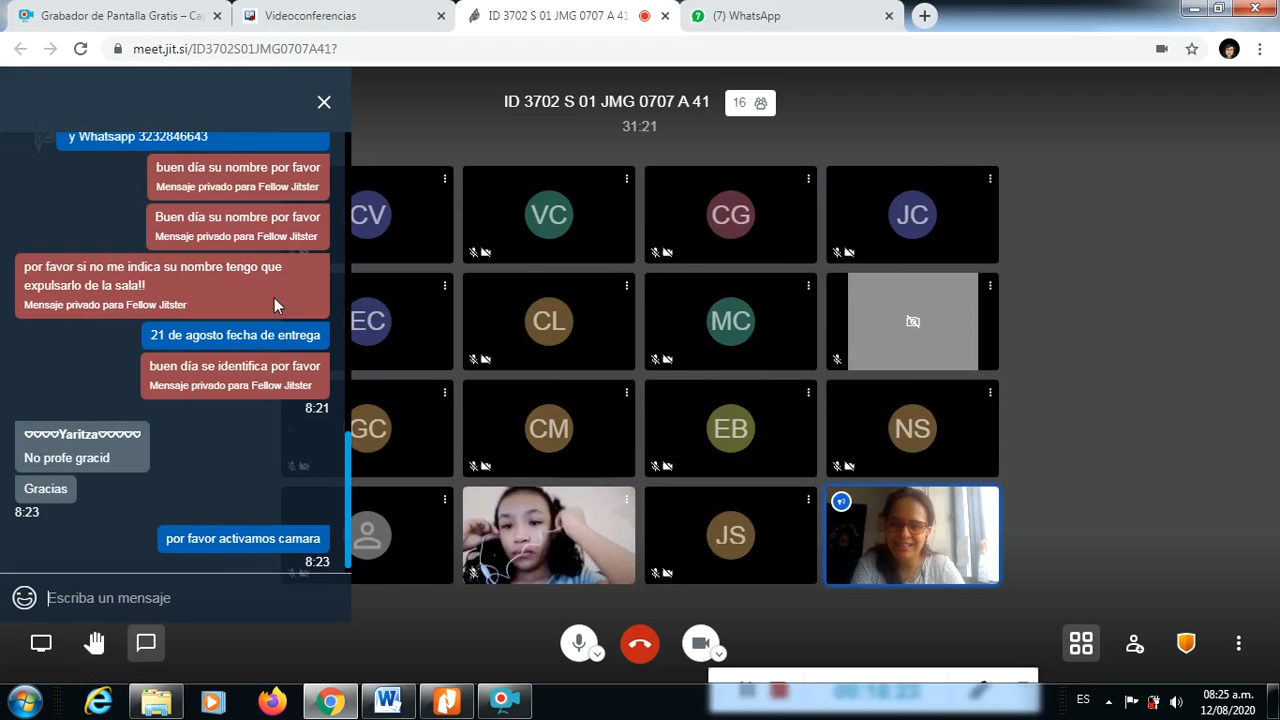 Grabador de Pantalla Gratis – Ca
Videoconferencias
ID 3702 S 01 JMG 0707 A 41
(7) WhatsApp
meet.jit.si/ID3702S01JMG0707A41?
ID 3702 S 01 JMG 0707 A 41
16
31:21
y Whatsapp 3232846643
buen día su nombre por favor
Mensaje privado para Fellow Jitster
Buen día su nombre por favor
Mensaje privado para Fellow Jitster
por favor si no me indica su nombre tengo que
expulsarlo de la sala!!
Mensaje privado para Fellow Jitster
21 de agosto fecha de entrega
buen día se identifica por favor
Mensaje privado para Fellow Jitster
8:21
Yaritza
No profe gracid
Gracias
8:23
por favor activamos camara
8:23
Escriba un mensaje
CV
VC
CG
JC
EC
CL
MC
GC
CM
EB
NS
JS
00:18:23
ES
08:25 a.m.
12/08/2020